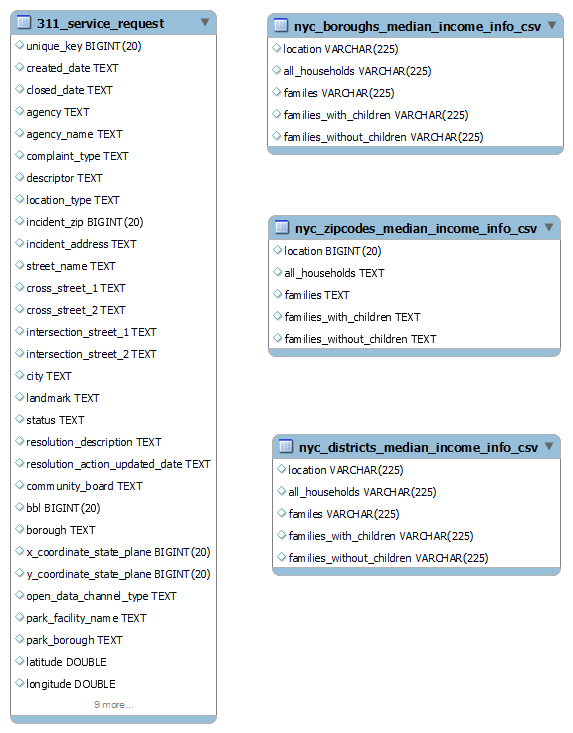 311_service_request
unique_key BIGINT(20)
created_date TEXT
closed_date TEXT
agency TEXT
agency_name TEXT
complaint_type TEXT
descriptor TEXT
location_type TEXT
incident_zip BIGINT(20)
incident_address TEXT
street_name TEXT
cross_street_1 TEXT
cross_street_2 TEXT
intersection_street_1 TEXT
intersection_street_2 TEXT
city TEXT
landmark TEXT
status TEXT
resolution_description TEXT
resolution_action_updated_date TEXT
community_board TEXT
bbl BIGINT(20)
borough TEXT
x_coordinate_state_plane BIGINT(20)
y_coordinate_state_plane BIGINT(20)
open_data_channel_type TEXT
park_facility_name TEXT
park_borough TEXT
latitude DOUBLE
longitude DOUBLE
9 more...
nyc_boroughs_median_income_info_csv
location VARCHAR(225)
all_households VARCHAR(225)
familes VARCHAR(225)
families_with_children VARCHAR(225)
families_without_children VARCHAR(225)
nyc_zipcodes_median_income_info_csv
location BIGINT(20)
all_households TEXT
families TEXT
families_with_children TEXT
families_without_children TEXT
nyc_districts_median_income_info_csv
location VARCHAR(225)
all_households VARCHAR(225)
familes VARCHAR(225)
families_with_children VARCHAR(225)
families_without_children VARCHAR(225)